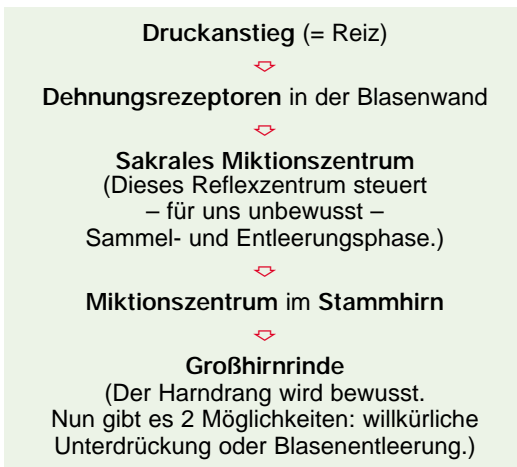 Druckanstieg (= Reiz)
Dehnungsrezeptoren in der Blasenwand
Sakrales Miktionszentrum
(Dieses Reflexzentrum steuert
– für uns unbewusst –
Sammel- und Entleerungsphase.)
Miktionszentrum im Stammhirn
Großhirnrinde
(Der Harndrang wird bewusst.
Nun gibt es 2 Möglichkeiten: willkürliche
Unterdrückung oder Blasenentleerung.)